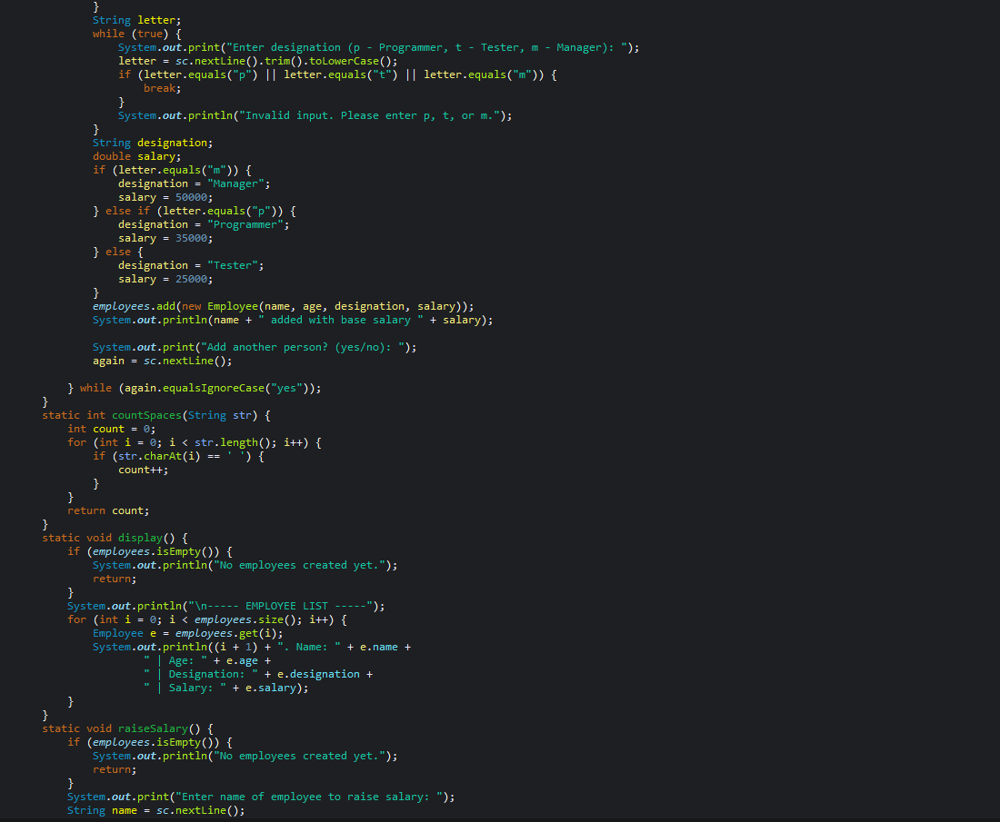 }
String letter;
while (true) {
System.out.print("Enter designation (p - Programmer, t - Tester, m - Manager): ");
letter = sc.nextLine().trim().toLowerCase();
if (letter.equals("p") || letter.equals("t") || letter.equals("m")) {
break;
}
System.out.println("Invalid input. Please enter p, t, or m.");
}
String designation;
double salary;
if (letter.equals("m")) {
designation = "Manager";
salary = 50000;
} else if (letter.equals("p")) {
designation = "Programmer";
salary = 35000;
} else {
designation = "Tester";
salary = 25000;
}
employees.add(new Employee(name, age, designation, salary));
System.out.println(name + " added with base salary " + salary);
System.out.print("Add another person? (yes/no): ");
again = sc.nextLine();
} while (again.equalsIgnoreCase("yes"));
}
static int countSpaces(String str) {
int count = 0;
for (int i = 0; i < str.length(); i++) {
if (str.charAt(i) == ' ') {
count++;
}
}
return count;
}
static void display() {
if (employees.isEmpty()) {
System.out.println("No employees created yet.");
return;
}
System.out.println("\n----- EMPLOYEE LIST -----");
for (int i = 0; i < employees.size(); i++) {
Employee e = employees.get(i);
System.out.println((i + 1) + ". Name: " + e.name +
" | Age: " + e.age +
" | Designation: " + e.designation +
" | Salary: " + e.salary);
}
}
static void raiseSalary() {
if (employees.isEmpty()) {
System.out.println("No employees created yet.");
return;
}
System.out.print("Enter name of employee to raise salary: ");
String name = sc.nextLine();